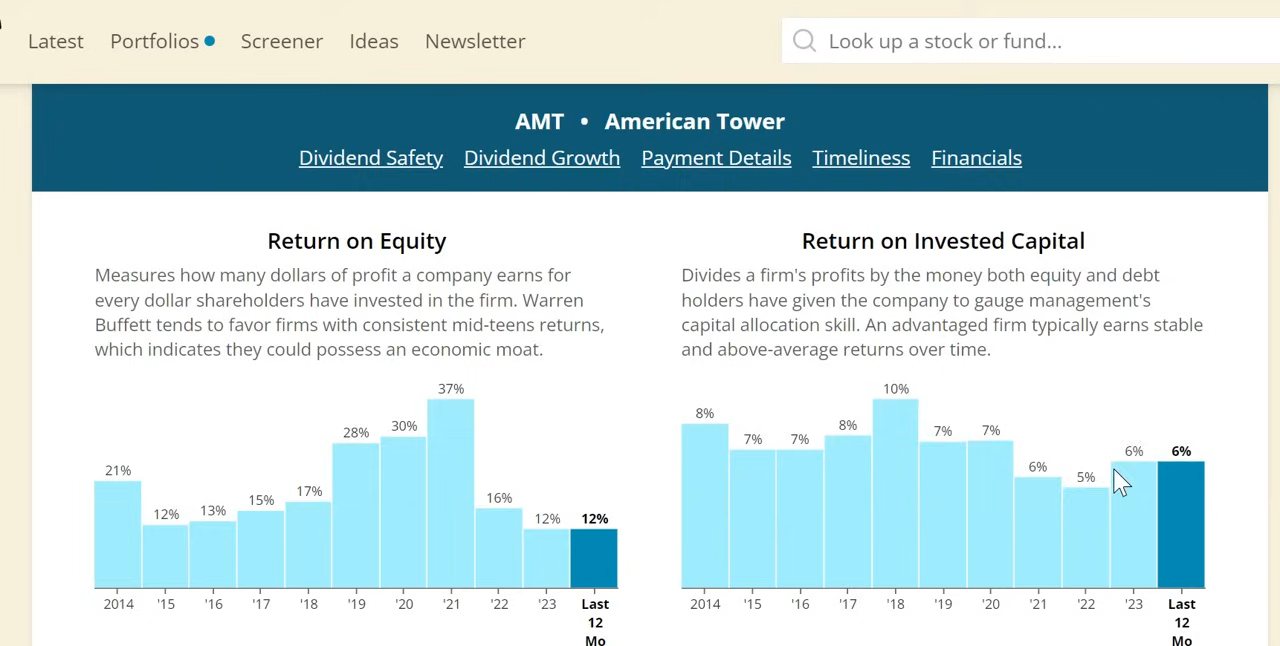 Latest Portfolios Screener Ideas Newsletter Look up a stock or fund...
AMT • American Tower
Dividend Safety Dividend Growth Payment Details Timeliness Financials
Return on Equity
Measures how many dollars of profit a company earns for
every dollar shareholders have invested in the firm. Warren
Buffett tends to favor firms with consistent mid-teens returns,
which indicates they could possess an economic moat.
21% 12% 13% 15% 17% 28% 30% 37% 16% 12% 12%
2014 '15 '16 '17 '18 '19 '20 '21 '22 '23 Last
12
Mo
Return on Invested Capital
Divides a firm's profits by the money both equity and debt
holders have given the company to gauge management's
capital allocation skill. An advantaged firm typically earns stable
and above-average returns over time.
8% 7% 7% 8% 10% 7% 7% 6% 5% 6% 6%
2014 '15 '16 '17 '18 '19 '20 '21 '22 '23 Last
12
Mo